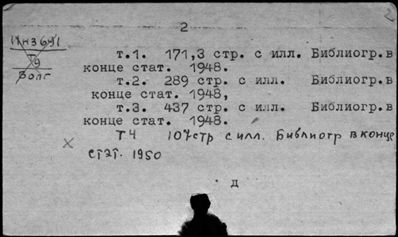 2
т.1. 171,3 стр. с илл. Библиогр.в
конце стат. 1948.
т.2. 289 стр. с илл. Библиогр.в
конце стат. 1948,
т.3. 437 стр. с илл. Библиогр.в
конце стат. 1948.
Т 4 107стр с илл. Библиогр в конце
стат. 1950
д